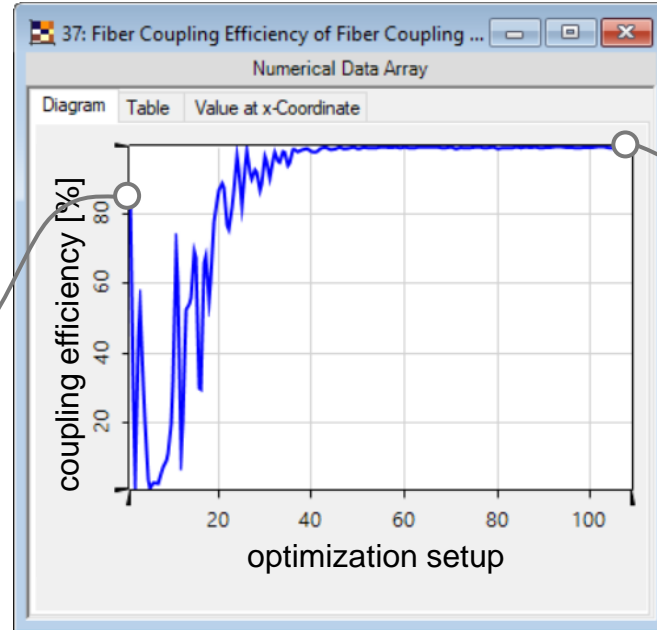 37: Fiber Coupling Efficiency of Fiber Coupling ...
Numerical Data Array
Diagram Table Value at x-Coordinate
coupling efficiency [%]
80
60
40
20
20 40 60 80 100
optimization setup